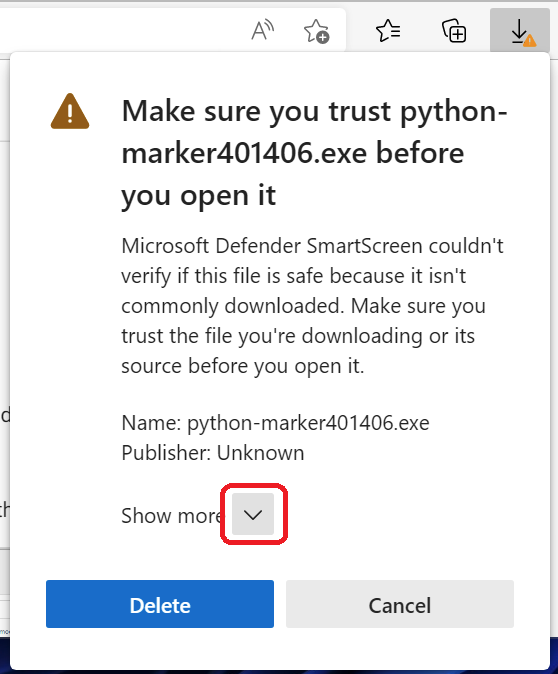 Make sure you trust python-
marker401406.exe before
you open it
Microsoft Defender SmartScreen couldn't
verify if this file is safe because it isn't
commonly downloaded. Make sure you
trust the file you're downloading or its
source before you open it.
Name: python-marker401406.exe
Publisher: Unknown
Show more
Delete
Cancel